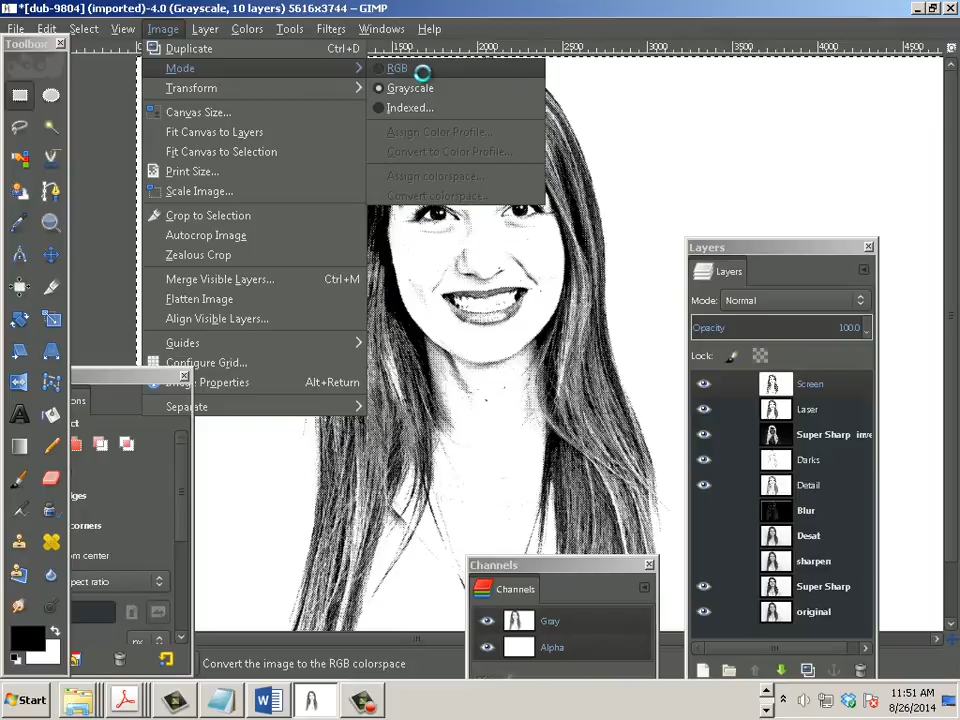 *[dub-9804] (imported)-4.0 (Grayscale, 10 layers) 5616x3744 – GIMP
File Edit Select View Image Layer Colors Tools Filters Windows Help
Toolbox
1500 2000 2500 3000 3500 4000 4500
Duplicate Ctrl+D
Mode
Transform
Canvas Size...
Fit Canvas to Layers
Fit Canvas to Selection
Print Size...
Scale Image...
Crop to Selection
Autocrop Image
Zealous Crop
Merge Visible Layers... Ctrl+M
Flatten Image
Align Visible Layers...
Guides
Configure Grid...
Properties Alt+Return
Separate
RGB
Grayscale
Indexed...
Assign Color Profile...
Convert to Color Profile...
Assign colorspace...
Convert colorspace..
ons
ct
dges
corners
om center
pect ratio
px
Layers
Layers
Mode: Normal
Opacity 100.0
Lock:
Screen
Laser
Super Sharp inve
Darks
Detail
Blur
Desat
sharpen
Super Sharp
original
Channels
Channels
Gray
Alpha
Convert the image to the RGB colorspace
Start
11:51 AM
8/26/2014